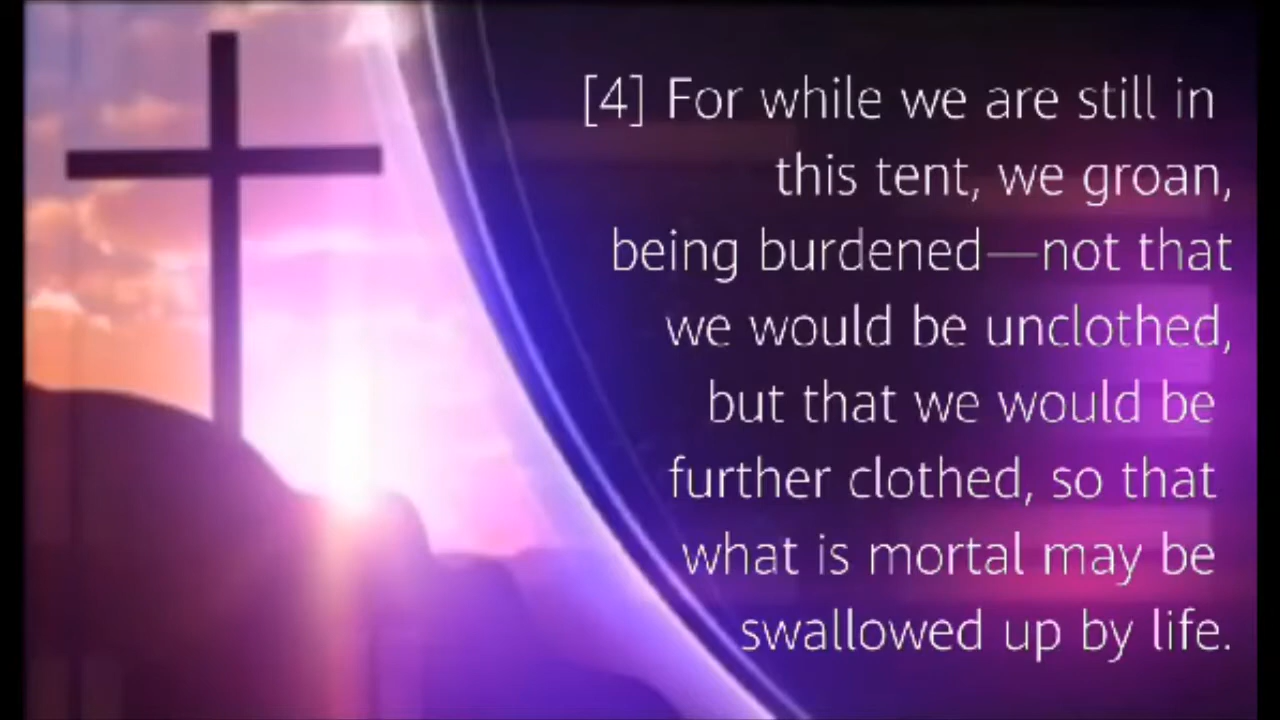 [4] For while we are still in
this tent, we groan,
being burdened—not that
we would be unclothed,
but that we would be
further clothed, so that
what is mortal may be
swallowed up by life.